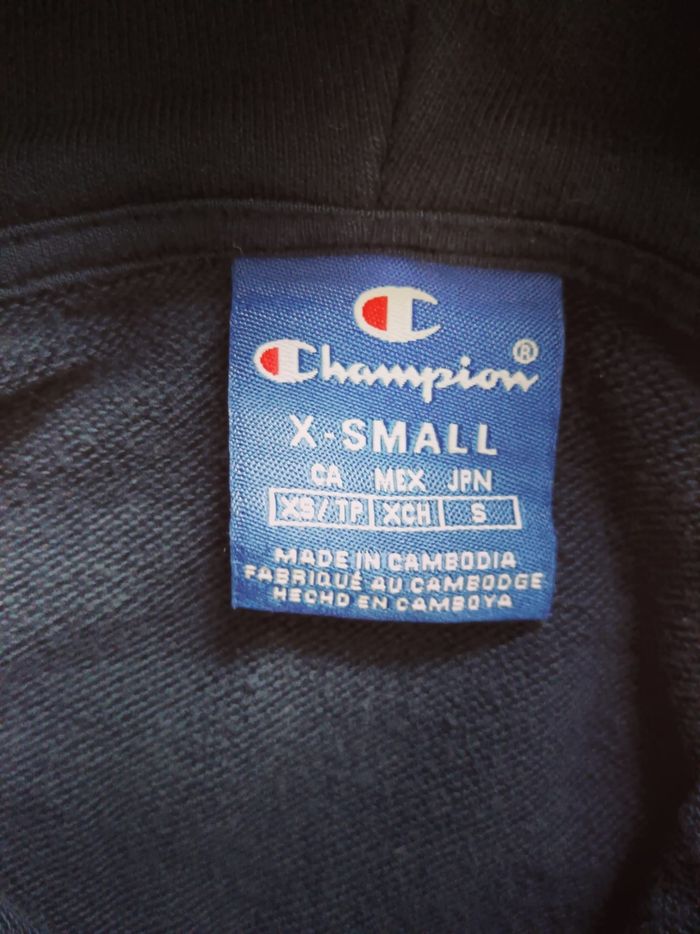 Champion®
X-SMALL
CA MEX JPN
XS/TP XCH S
MADE IN CAMBODIA
FABRIQUÉ AU CAMBODGE
HECHO EN CAMBOYA